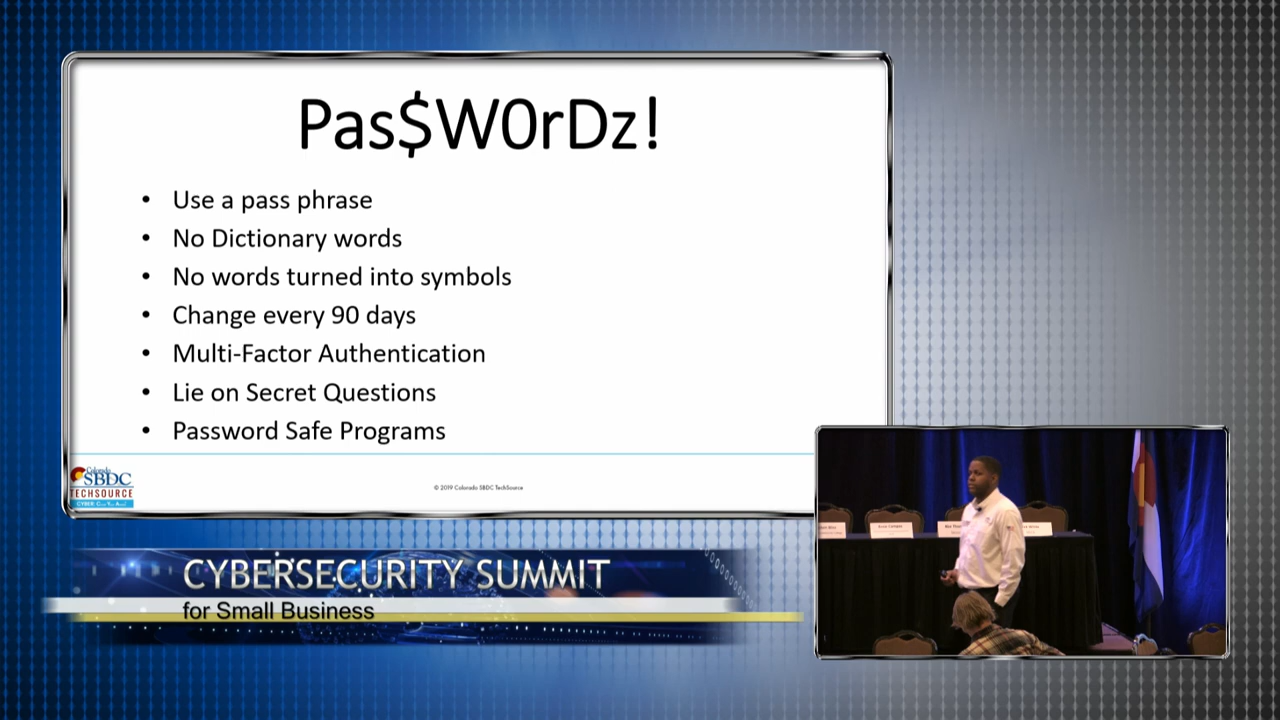 Pas$W0rDz!
• Use a pass phrase
• No Dictionary words
• No words turned into symbols
• Change every 90 days
• Multi-Factor Authentication
• Lie on Secret Questions
• Password Safe Programs
Colorado
SBDC
TECHSOURCE
© 2019 Colorado SBDC TechSource
CYBERSECURITY SUMMIT
for Small Business